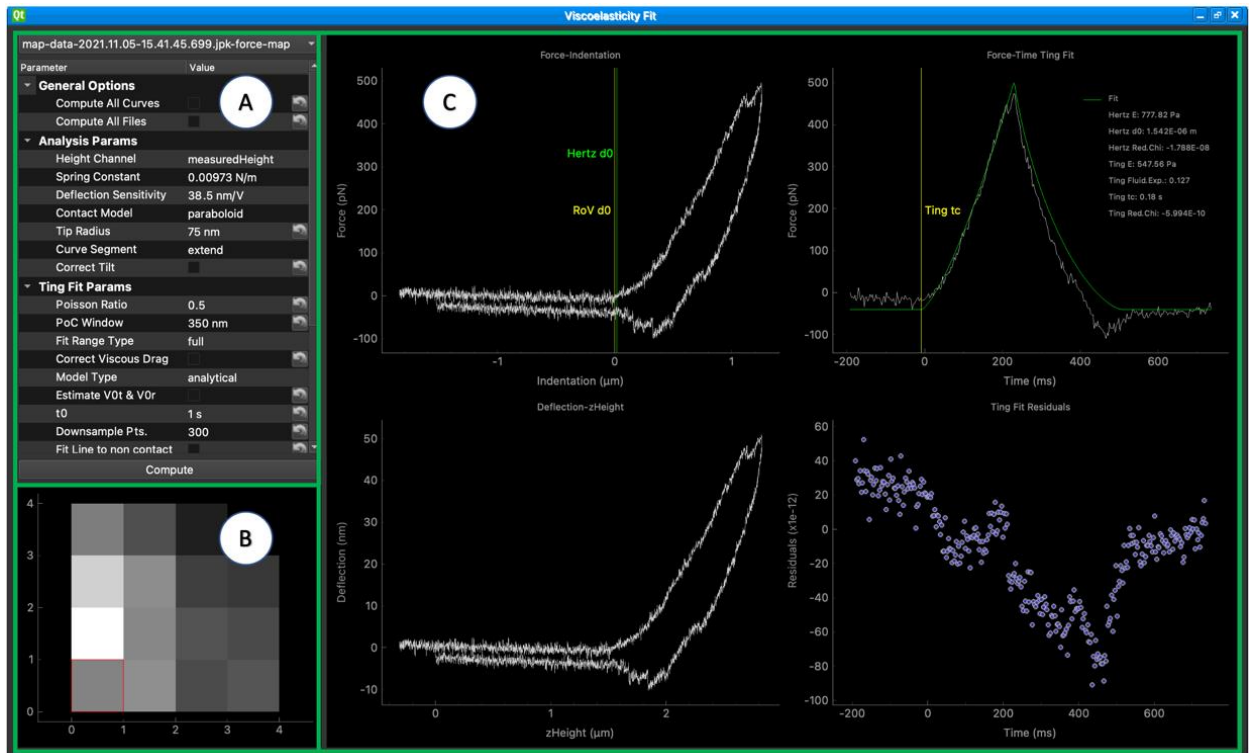 Qt
Viscoelasticity Fit
map-data-2021.11.05-15.41.45.699.jpk-force-map
Parameter Value
General Options
Compute All Curves
Compute All Files
Analysis Params
Height Channel measuredHeight
Spring Constant 0.00973 N/m
Deflection Sensitivity 38.5 nm/V
Contact Model paraboloid
Tip Radius 75 nm
Curve Segment extend
Correct Tilt
Ting Fit Params
Poisson Ratio 0.5
PoC Window 350 nm
Fit Range Type full
Correct Viscous Drag
Model Type analytical
Estimate V0t & V0r
t0 1 s
Downsample Pts. 300
Fit Line to non contact
Compute
A
4
3
2
1
0
0 1 2 3 4
B
C
Force-Indentation
Force (pN)
500
400
300
200
100
0
-100
Hertz d0
RoV d0
-1 0 1
Indentation (μm)
Force-Time Ting Fit
Force (pN)
500
400
300
200
100
0
-100
Ting tc
Fit
Hertz E: 777.82 Pa
Hertz d0: 1.542E-06 m
Hertz Red.Chi: -1.788E-08
Ting E: 547.56 Pa
Ting Fluid.Exp.: 0.127
Ting tc: 0.18 s
Ting Red.Chi: -5.994E-10
-200 0 200 400 600
Time (ms)
Deflection-zHeight
Deflection (nm)
50
40
30
20
10
0
-10
0 1 2
zHeight (μm)
Ting Fit Residuals
Residuals (x1e-12)
60
40
20
0
-20
-40
-60
-80
-100
-200 0 200 400 600
Time (ms)